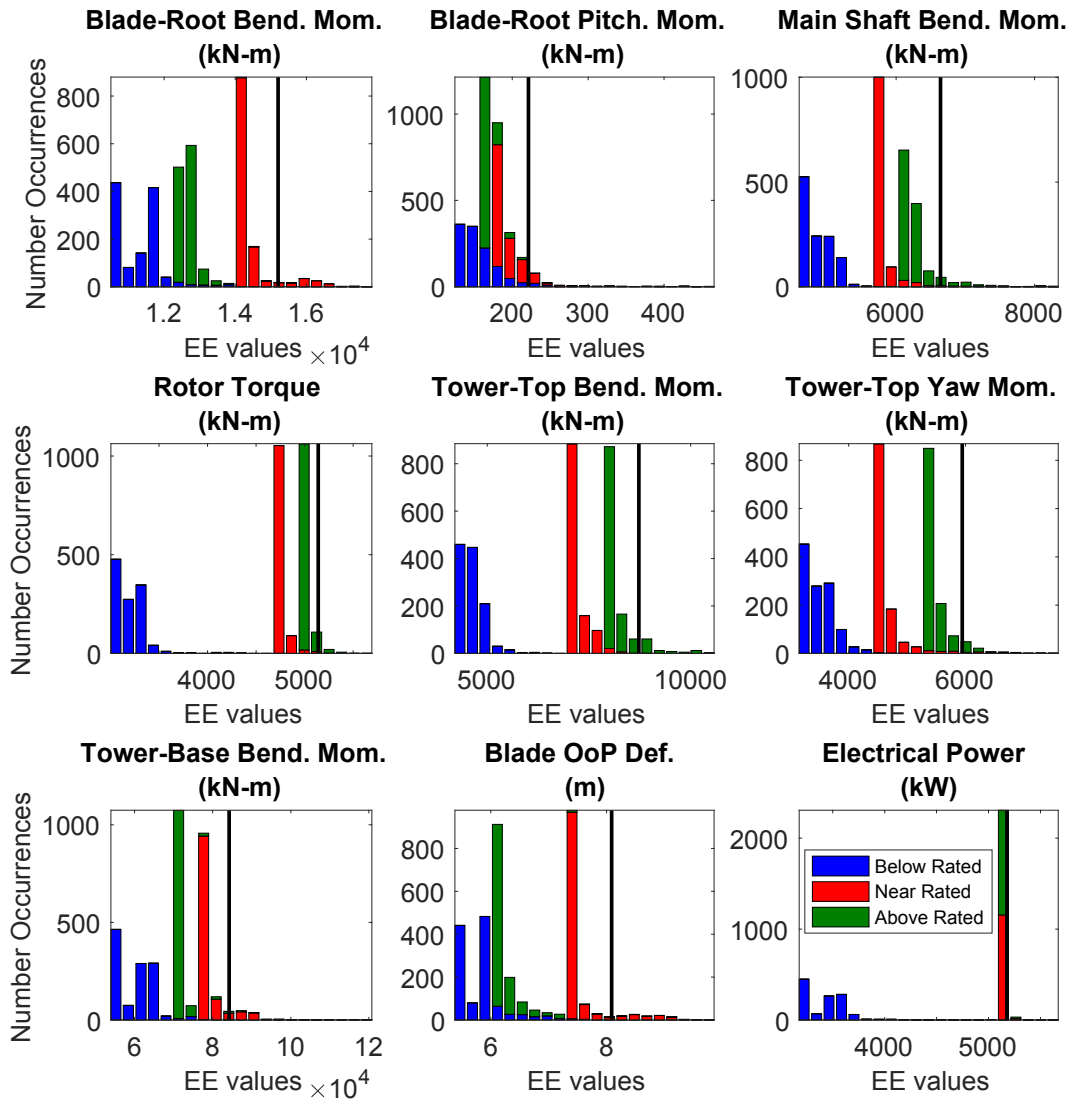 Blade-Root Bend. Mom.
(kN-m)
Blade-Root Pitch. Mom.
(kN-m)
Main Shaft Bend. Mom.
(kN-m)
Number Occurrences
800
600
400
200
0
1.2
1.4
1.6
EE values
×10⁴
1000
500
0
200
300
400
EE values
1000
500
0
6000
8000
EE values
Rotor Torque
(kN-m)
Tower-Top Bend. Mom.
(kN-m)
Tower-Top Yaw Mom.
(kN-m)
Number Occurrences
1000
500
0
4000
5000
EE values
800
600
400
200
0
5000
10000
EE values
800
600
400
200
0
4000
6000
EE values
Tower-Base Bend. Mom.
(kN-m)
Blade OoP Def.
(m)
Electrical Power
(kW)
Number Occurrences
1000
500
0
6
8
10
12
EE values
×10⁴
800
600
400
200
0
6
8
EE values
2000
1000
0
4000
5000
EE values
Below Rated
Near Rated
Above Rated